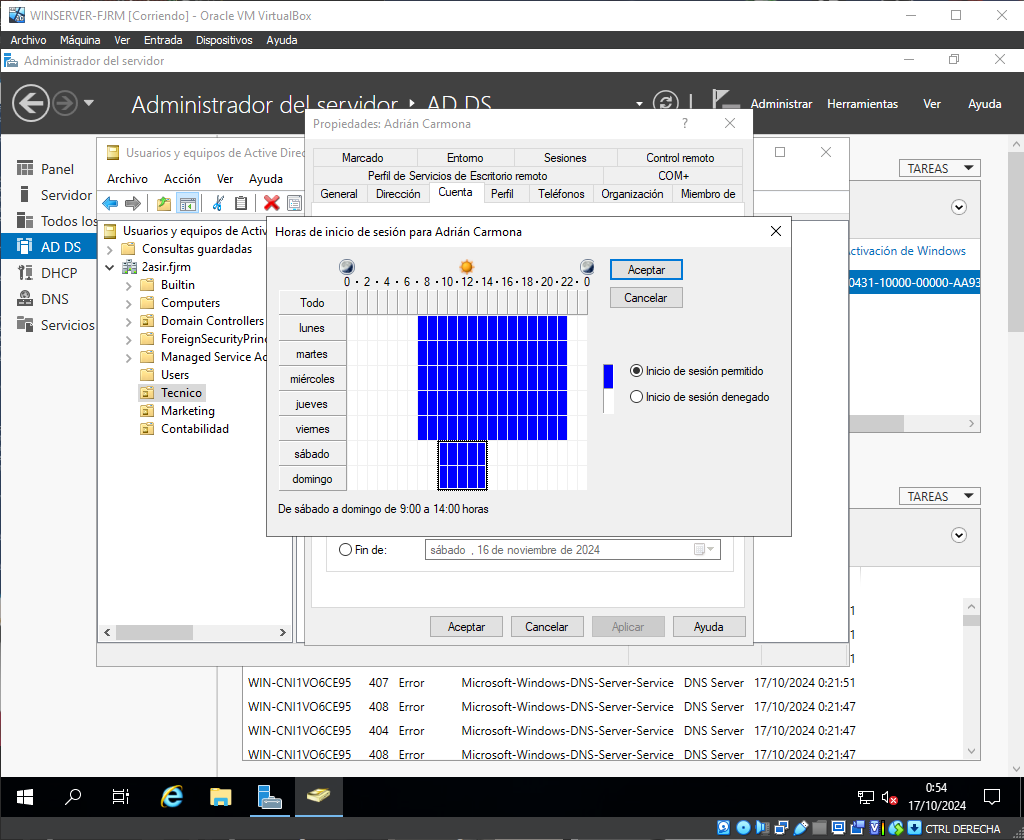 WINSERVER-FJRM [Corriendo] - Oracle VM VirtualBox
Archivo Máquina Ver Entrada Dispositivos Ayuda
Administrador del servidor
Administrador del servidor AD DS
Administrar Herramientas Ver Ayuda
Propiedades: Adrián Carmona ?
Marcado Entorno Sesiones Control remoto
Perfil de Servicios de Escritorio remoto COM+
General Dirección Cuenta Perfil Teléfonos Organización Miembro de
Usuarios y equipos de Active Direc
Archivo Acción Ver Ayuda
Panel
Servidor
Todos los
AD DS
DHCP
DNS
Servicios
Usuarios y equipos de Activ
Consultas guardadas
2asir.fjrm
Builtin
Computers
Domain Controllers
ForeignSecurityPrinc
Managed Service Ac
Users
Tecnico
Marketing
Contabilidad
TAREAS
Activación de Windows
0431-10000-00000-AA93
TAREAS
Horas de inicio de sesión para Adrián Carmona
0 · 2 · 4 · 6 · 8 · 10 · 12 · 14 · 16 · 18 · 20 · 22 · 0
Todo
lunes
martes
miércoles
jueves
viernes
sábado
domingo
Aceptar
Cancelar
Inicio de sesión permitido
Inicio de sesión denegado
De sábado a domingo de 9:00 a 14:00 horas
Fin de: sábado , 16 de noviembre de 2024
Aceptar Cancelar Aplicar Ayuda
1
1
1
WIN-CNI1VO6CE95 407 Error Microsoft-Windows-DNS-Server-Service DNS Server 17/10/2024 0:21:51
WIN-CNI1VO6CE95 408 Error Microsoft-Windows-DNS-Server-Service DNS Server 17/10/2024 0:21:47
WIN-CNI1VO6CE95 404 Error Microsoft-Windows-DNS-Server-Service DNS Server 17/10/2024 0:21:47
WIN-CNI1VO6CE95 408 Error Microsoft-Windows-DNS-Server-Service DNS Server 17/10/2024 0:21:47
0:54
17/10/2024
CTRL DERECHA